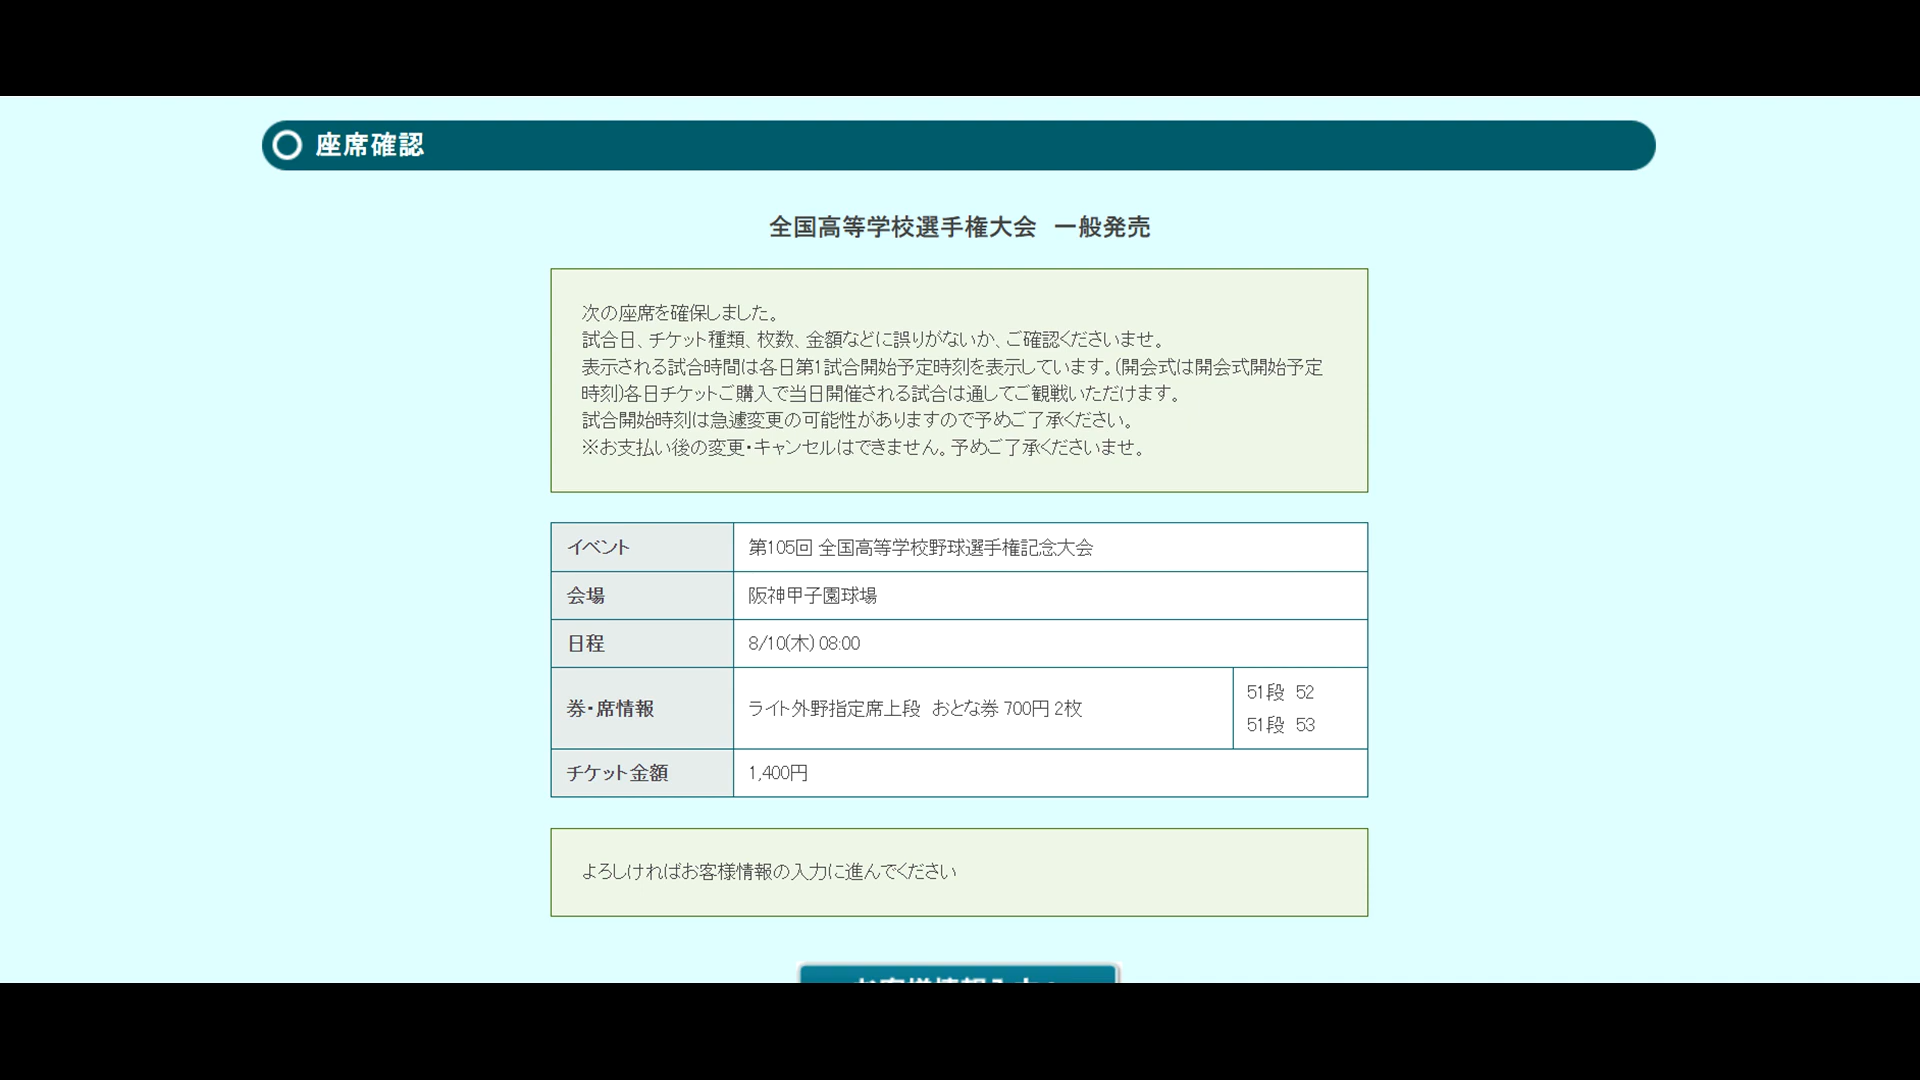 座席確認
全国高等学校選手権大会　一般発売
次の座席を確保しました。
試合日、チケット種類、枚数、金額などに誤りがないか、ご確認くださいませ。
表示される試合時間は各日第1試合開始予定時刻を表示しています。(開会式は開会式開始予定
時刻)各日チケットご購入で当日開催される試合は通してご観戦いただけます。
試合開始時刻は急遽変更の可能性がありますので予めご了承ください。
※お支払い後の変更・キャンセルはできません。予めご了承くださいませ。
イベント 第105回 全国高等学校野球選手権記念大会
会場 阪神甲子園球場
日程 8/10(木) 08:00
券・席情報 ライト外野指定席上段 おとな券 700円 2枚
51段 52
51段 53
チケット金額 1,400円
よろしければお客様情報の入力に進んでください